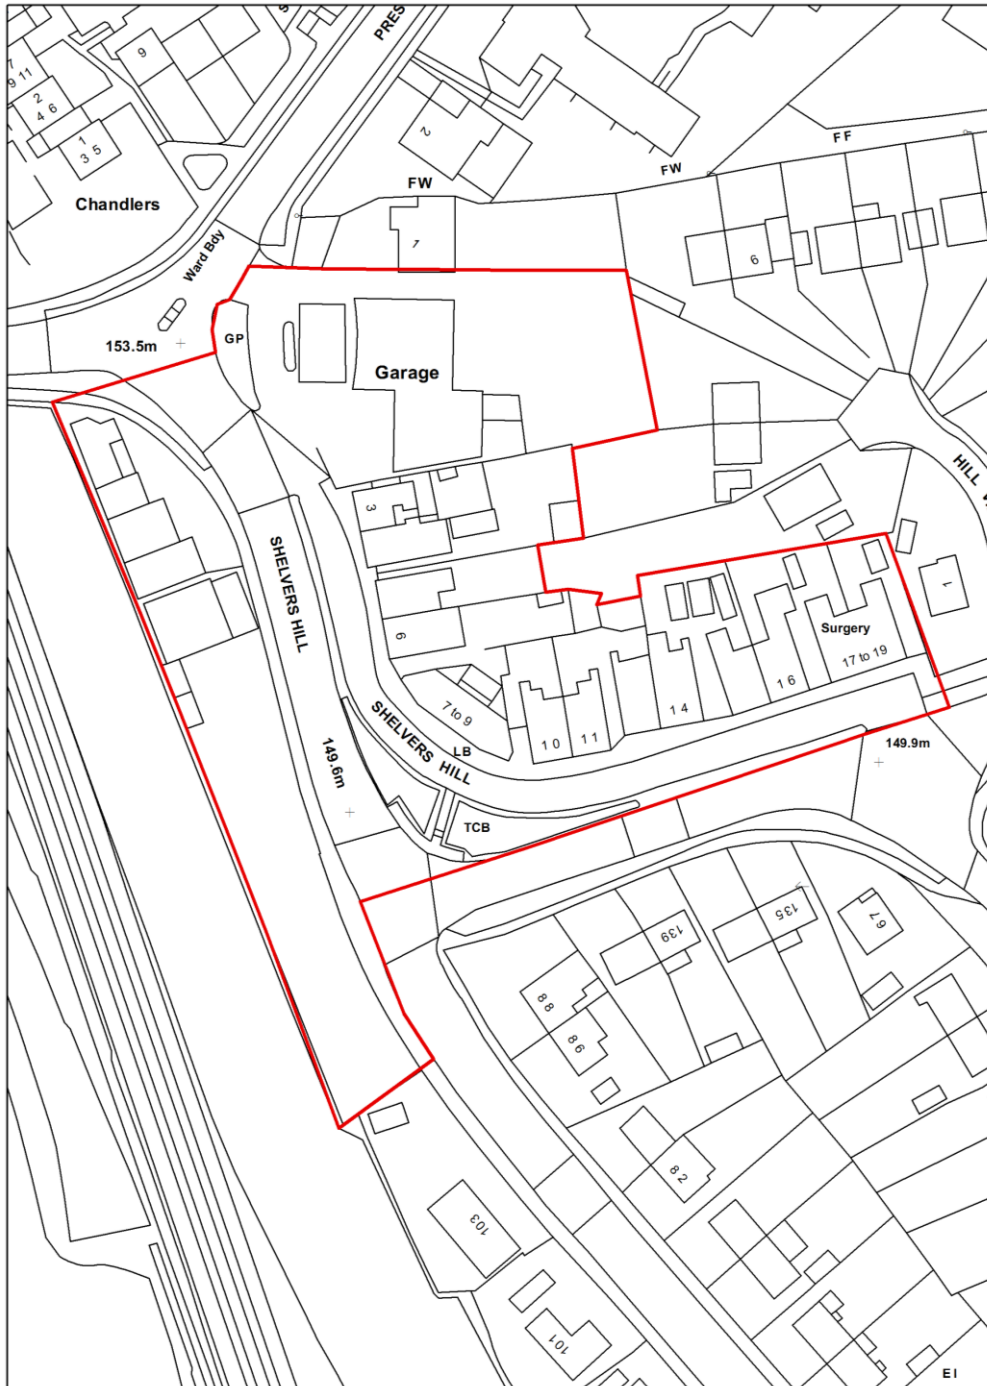 PRES
9
7
9 11
2
4 6
1
3 5
Chandlers
2
FW
FW
FF
Ward Bdy
1
6
153.5m
GP
Garage
HILL
3
SHELVERS HILL
1
6
Surgery
17 to 19
16
14
7 to 9
10
11
LB
SHELVERS HILL
149.6m
149.9m
TCB
135
139
67
88
86
82
103
101
EI